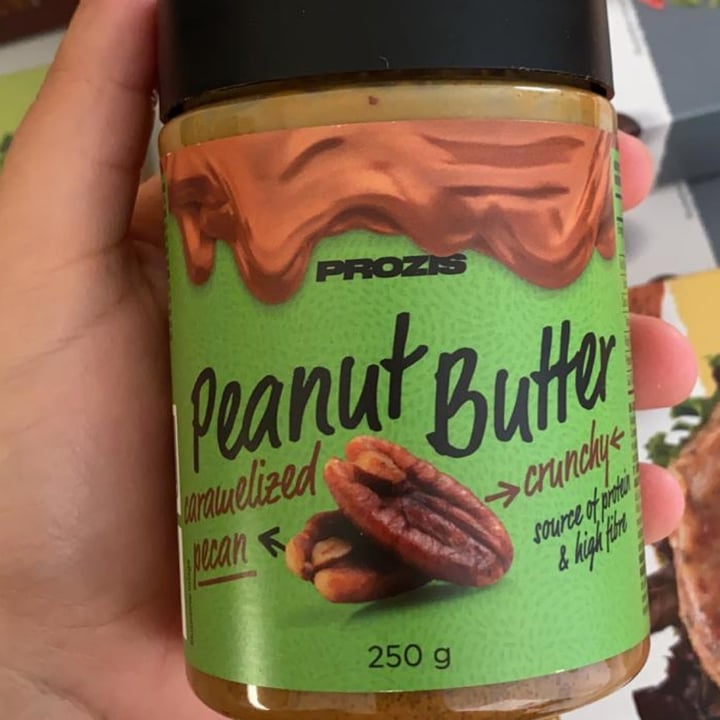 PROZIS
Peanut Butter
caramelized
pecan
crunchy
source of protein
& high fibre
250 g